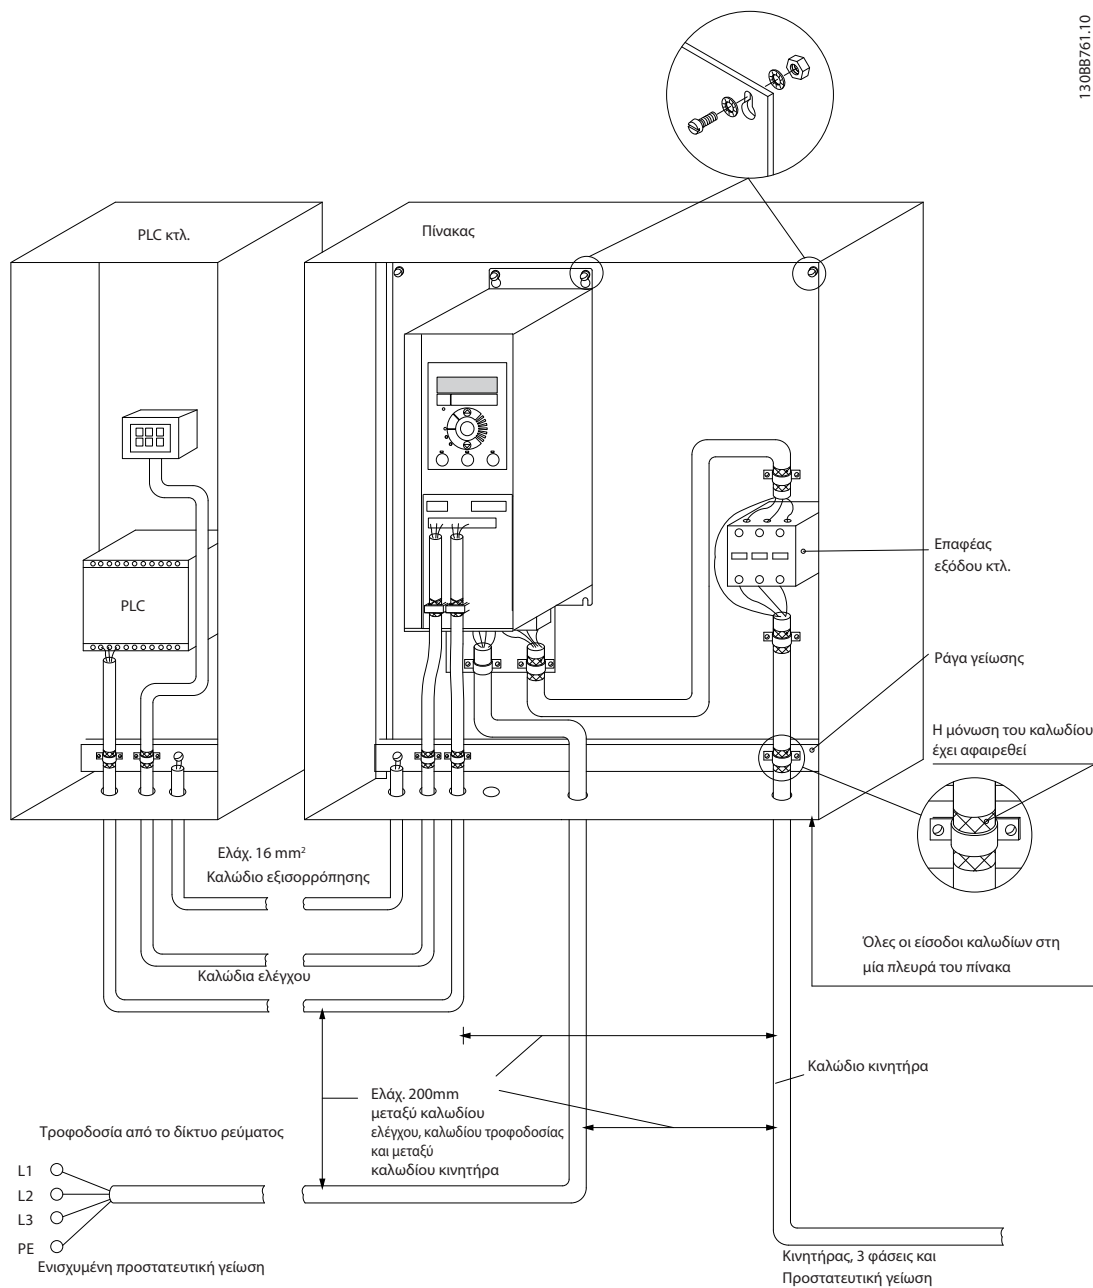 130BB761.10
PLC κτλ.
Πίνακας
PLC
Επαφέας
εξόδου κτλ.
Ράγα γείωσης
Η μόνωση του καλωδίου
έχει αφαιρεθεί
Ελάχ. 16 mm²
Καλώδιο εξισορρόπησης
Όλες οι είσοδοι καλωδίων στη
μία πλευρά του πίνακα
Καλώδια ελέγχου
Καλώδιο κινητήρα
Ελάχ. 200mm
μεταξύ καλωδίου
ελέγχου, καλωδίου τροφοδοσίας
και μεταξύ
καλωδίου κινητήρα
Τροφοδοσία από το δίκτυο ρεύματος
L1
L2
L3
PE
Ενισχυμένη προστατευτική γείωση
Κινητήρας, 3 φάσεις και
Προστατευτική γείωση